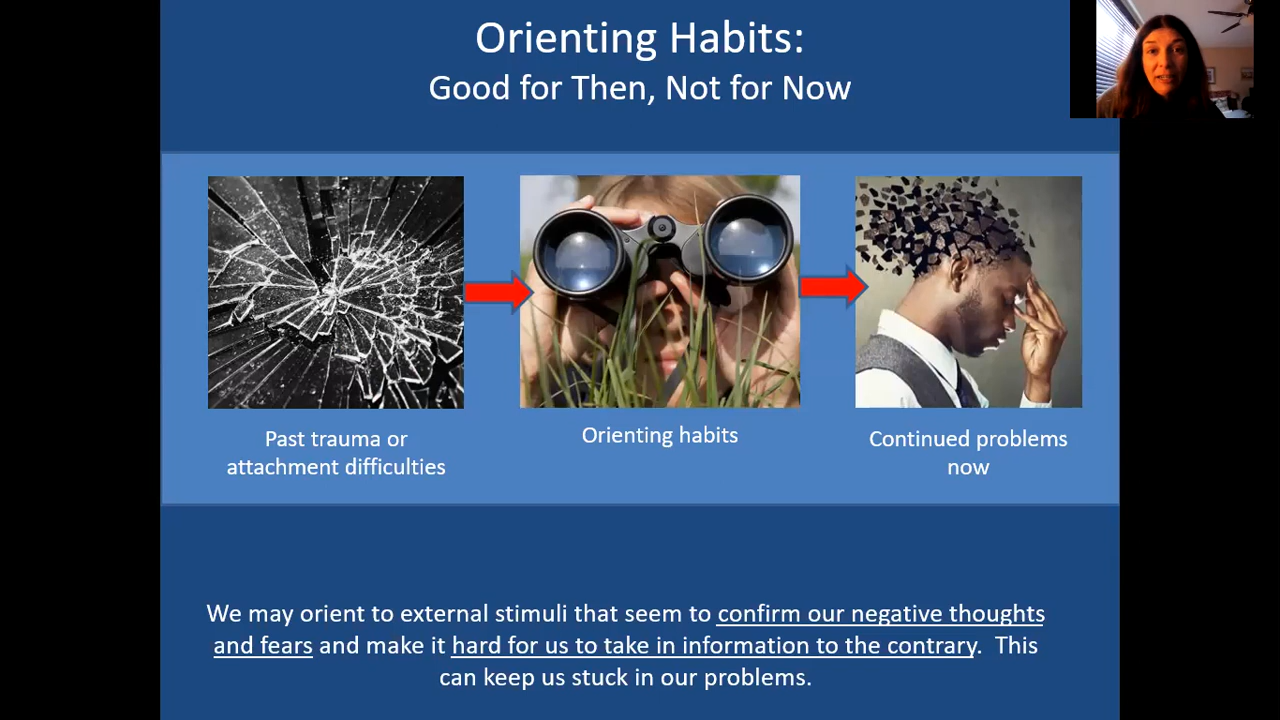 Orienting Habits:
Good for Then, Not for Now
Past trauma or
attachment difficulties
Orienting habits
Continued problems
now
We may orient to external stimuli that seem to confirm our negative thoughts
and fears and make it hard for us to take in information to the contrary.  This
can keep us stuck in our problems.